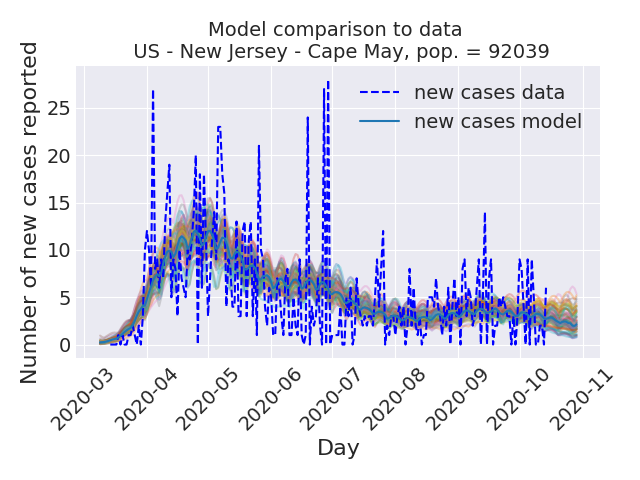 Model comparison to data
US - New Jersey - Cape May, pop. = 92039
Number of new cases reported
25
20
15
10
5
0
new cases data
new cases model
2020-03
2020-04
2020-05
2020-06
2020-07
2020-08
2020-09
2020-10
2020-11
Day